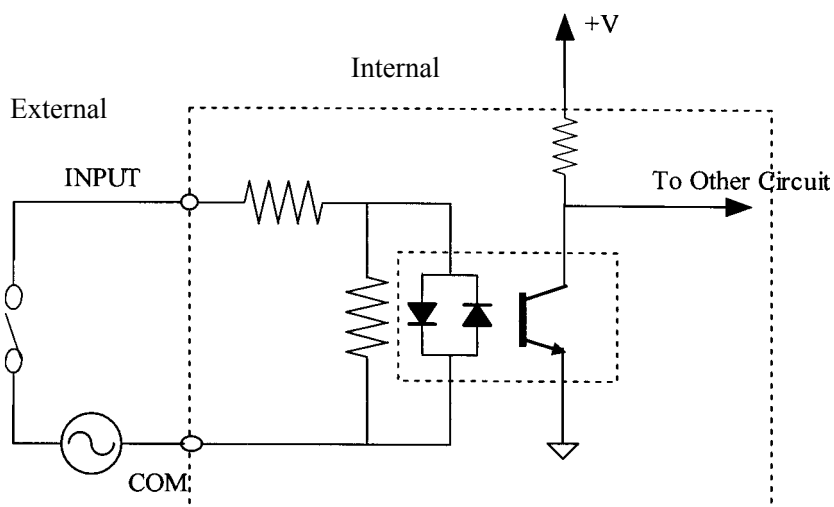 +V
Internal
External
INPUT
To Other Circuit
COM